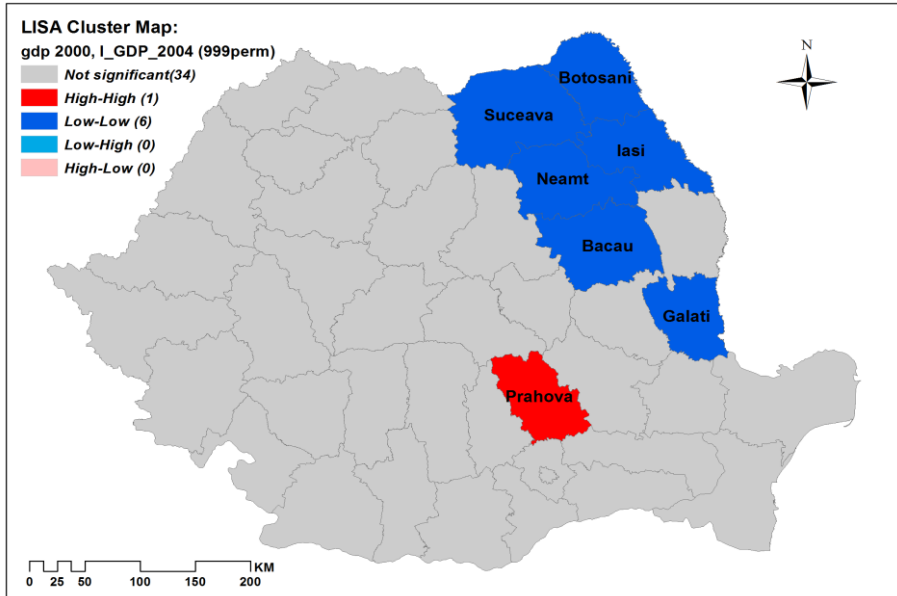 LISA Cluster Map:
gdp 2000, I_GDP_2004 (999perm)
Not significant(34)
High-High (1)
Low-Low (6)
Low-High (0)
High-Low (0)
N
Botosani
Suceava
Iasi
Neamt
Bacau
Galati
Prahova
KM
0 25 50 100 150 200